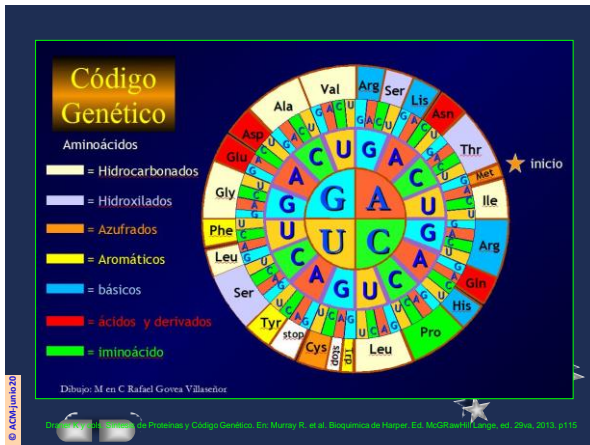 Código
Genético
Aminoácidos
= Hidrocarbonados
= Hidroxilados
= Azufrados
= Aromáticos
= básicos
= ácidos y derivados
= iminoácido
Dibujo: M en C Rafael Govea Villaseñor
G A
U C
G A C U
G A C U
G A C U
G A C U
Arg
Ser
Lis
Asn
Thr
Met
inicio
Ile
Arg
Gln
His
Pro
Leu
Trp
stop
Cys
stop
Tyr
Ser
Leu
Phe
Gly
Glu
Asp
Ala
Val
© ACM-junio20
de Proteínas y Código Genético. En: Murray R. et al. Bioquimica de Harper. Ed. McGRawHill Lange, ed. 29va, 2013. p115